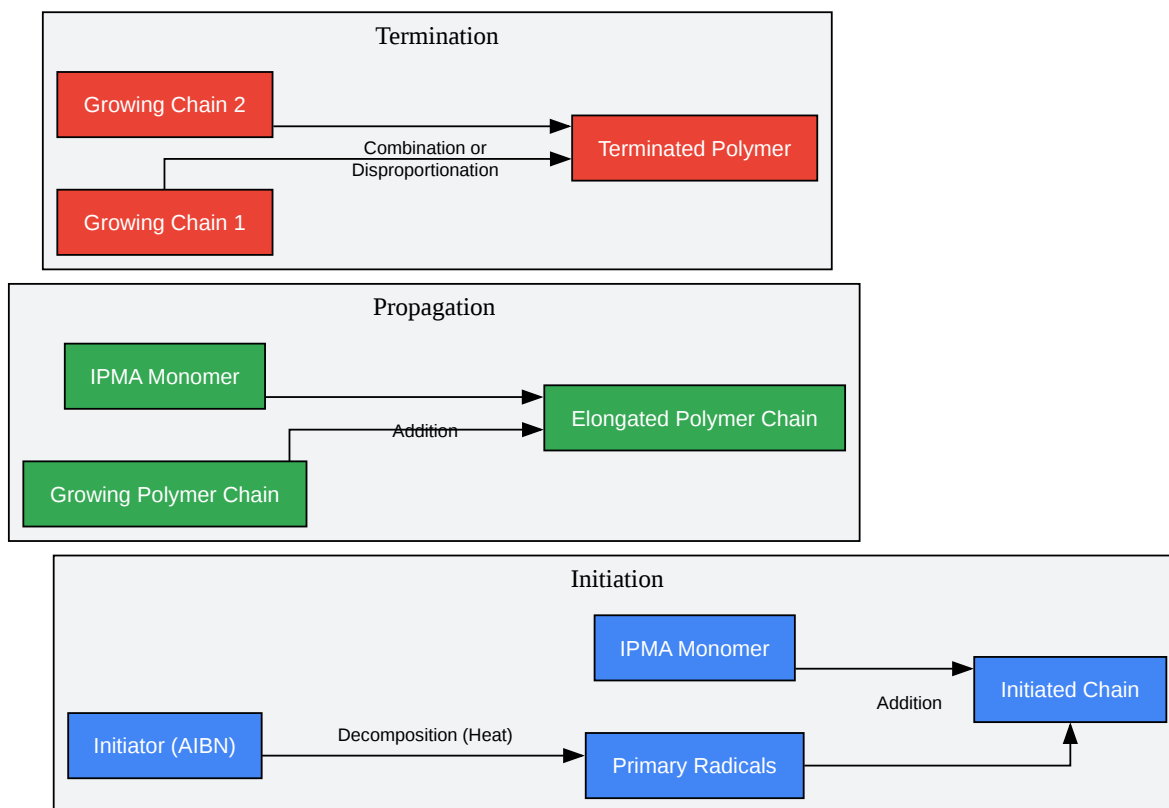 Termination
Growing Chain 2
Terminated Polymer
Combination or
Disproportionation
Growing Chain 1
Propagation
IPMA Monomer
Elongated Polymer Chain
Addition
Growing Polymer Chain
Initiation
IPMA Monomer
Initiated Chain
Addition
Initiator (AIBN)
Decomposition (Heat)
Primary Radicals